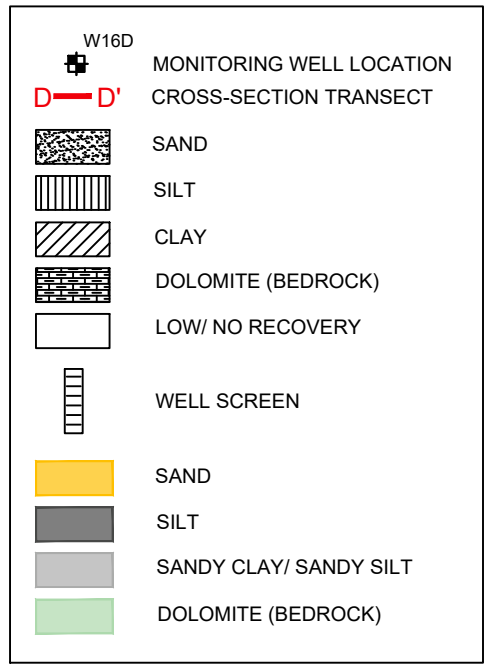 W16D
MONITORING WELL LOCATION
D D' CROSS-SECTION TRANSECT
SAND
SILT
CLAY
DOLOMITE (BEDROCK)
LOW/ NO RECOVERY
WELL SCREEN
SAND
SILT
SANDY CLAY/ SANDY SILT
DOLOMITE (BEDROCK)